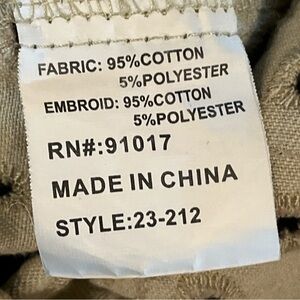 FABRIC: 95%COTTON
5%POLYESTER
EMBROID: 95%COTTON
5%POLYESTER
RN#:91017
MADE IN CHINA
STYLE:23-212